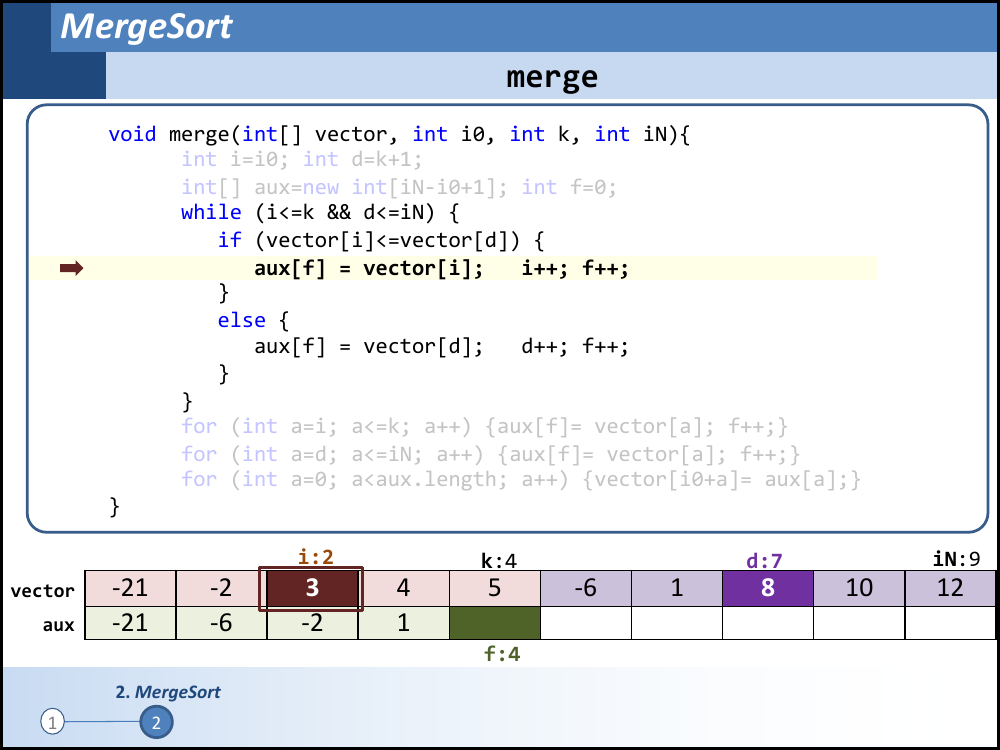 MergeSort
merge
void merge(int[] vector, int i0, int k, int iN){
int i=i0; int d=k+1;
int[] aux=new int[iN-i0+1]; int f=0;
while (i<=k && d<=iN) {
if (vector[i]<=vector[d]) {
aux[f] = vector[i];   i++; f++;
}
else {
aux[f] = vector[d];   d++; f++;
}
}
for (int a=i; a<=k; a++) {aux[f]= vector[a]; f++;}
for (int a=d; a<=iN; a++) {aux[f]= vector[a]; f++;}
for (int a=0; a<aux.length; a++) {vector[i0+a]= aux[a];}
}
i:2 k:4 d:7 iN:9
vector -21 -2 3 4 5 -6 1 8 10 12
aux -21 -6 -2 1
f:4
2. MergeSort
1 2